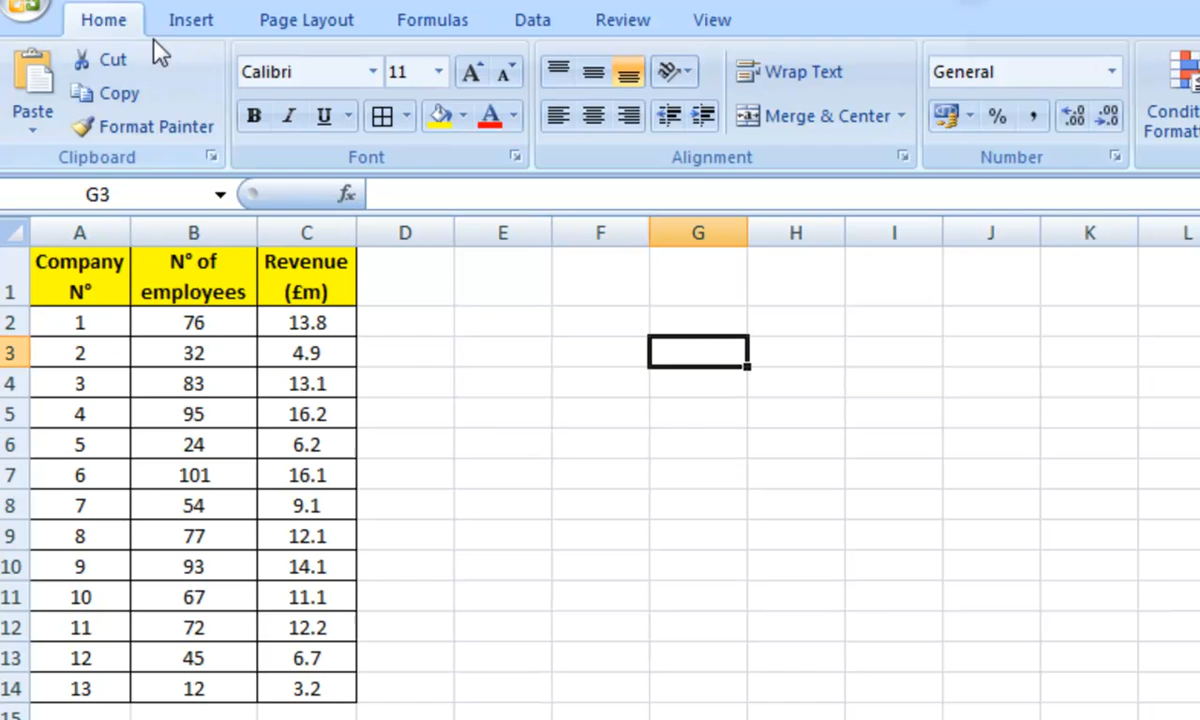 Home Insert Page Layout Formulas Data Review View
Paste
Cut
Copy
Format Painter
Clipboard
Calibri 11 A A
B I U A
Font
Wrap Text
Merge & Center
Alignment
General
% , .0 .00 .00 .0
Number
G3 fx
A B C D E F G H I J K L
1 Company N° N° of employees Revenue (£m)
2 1 76 13.8
3 2 32 4.9
4 3 83 13.1
5 4 95 16.2
6 5 24 6.2
7 6 101 16.1
8 7 54 9.1
9 8 77 12.1
10 9 93 14.1
11 10 67 11.1
12 11 72 12.2
13 12 45 6.7
14 13 12 3.2
15